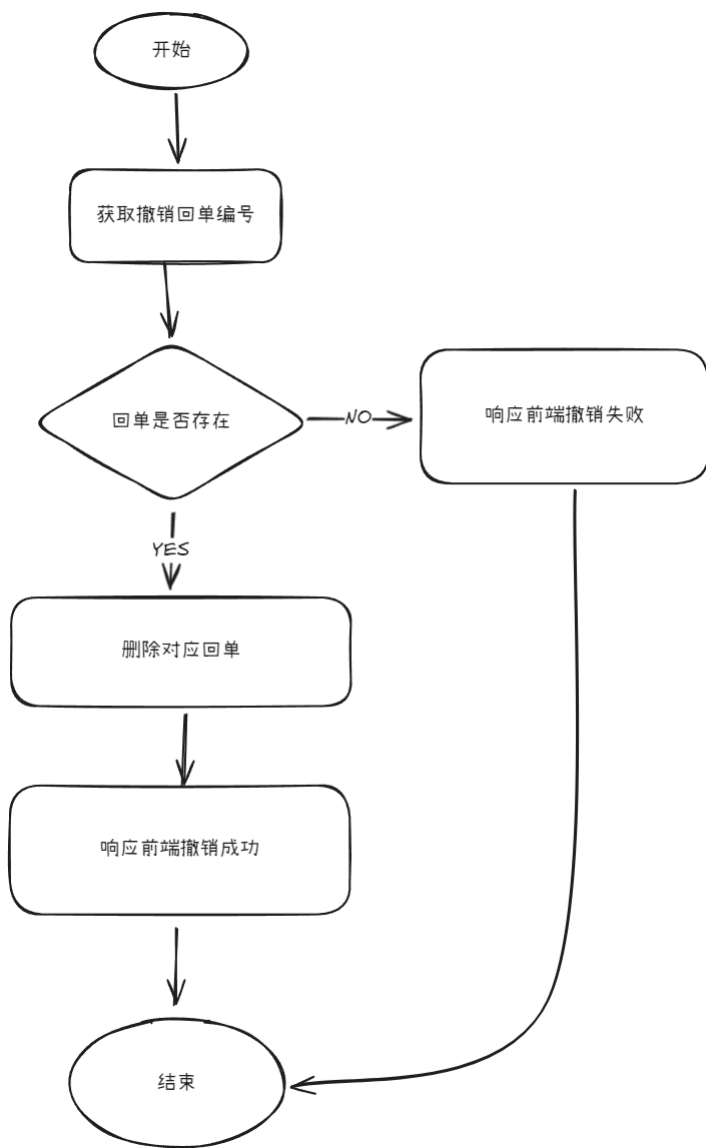 开始
获取撤销回单编号
回单是否存在
NO
响应前端撤销失败
YES
删除对应回单
响应前端撤销成功
结束